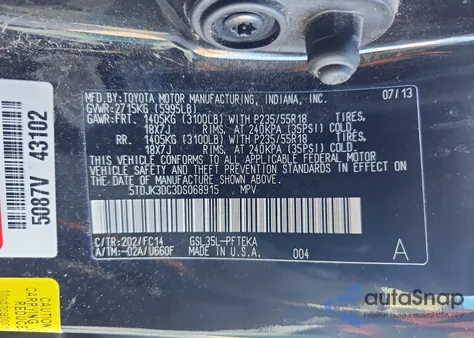 MFD.BY:TOYOTA MOTOR MANUFACTURING, INDIANA, INC. 07/13
GVWR-2715KG (5995LB)
GAWR:FRT. 1405KG (3100LB) WITH P235/55R18 TIRES,
18X7J RIMS, AT 240KPA (35PSI) COLD.
RR. 1405KG (3100LB) WITH P235/55R18 TIRES,
18X7J RIMS, AT 240KPA (35PSI) COLD.
THIS VEHICLE CONFORMS TO ALL APPLICABLE FEDERAL MOTOR
VEHICLE SAFETY AND THEFT PREVENTION STANDARDS IN EFFECT ON
THE DATE OF MANUFACTURE SHOWN ABOVE.
5TDJK3DC3DS068915 MPV
C/TR:202/FC14 GSL35L-PFTEKA
A/TM:-02A/U660F MADE IN U.S.A. 004 A
5087V 43102
CAUTION
CARRYING
REDUCE
autoSnap